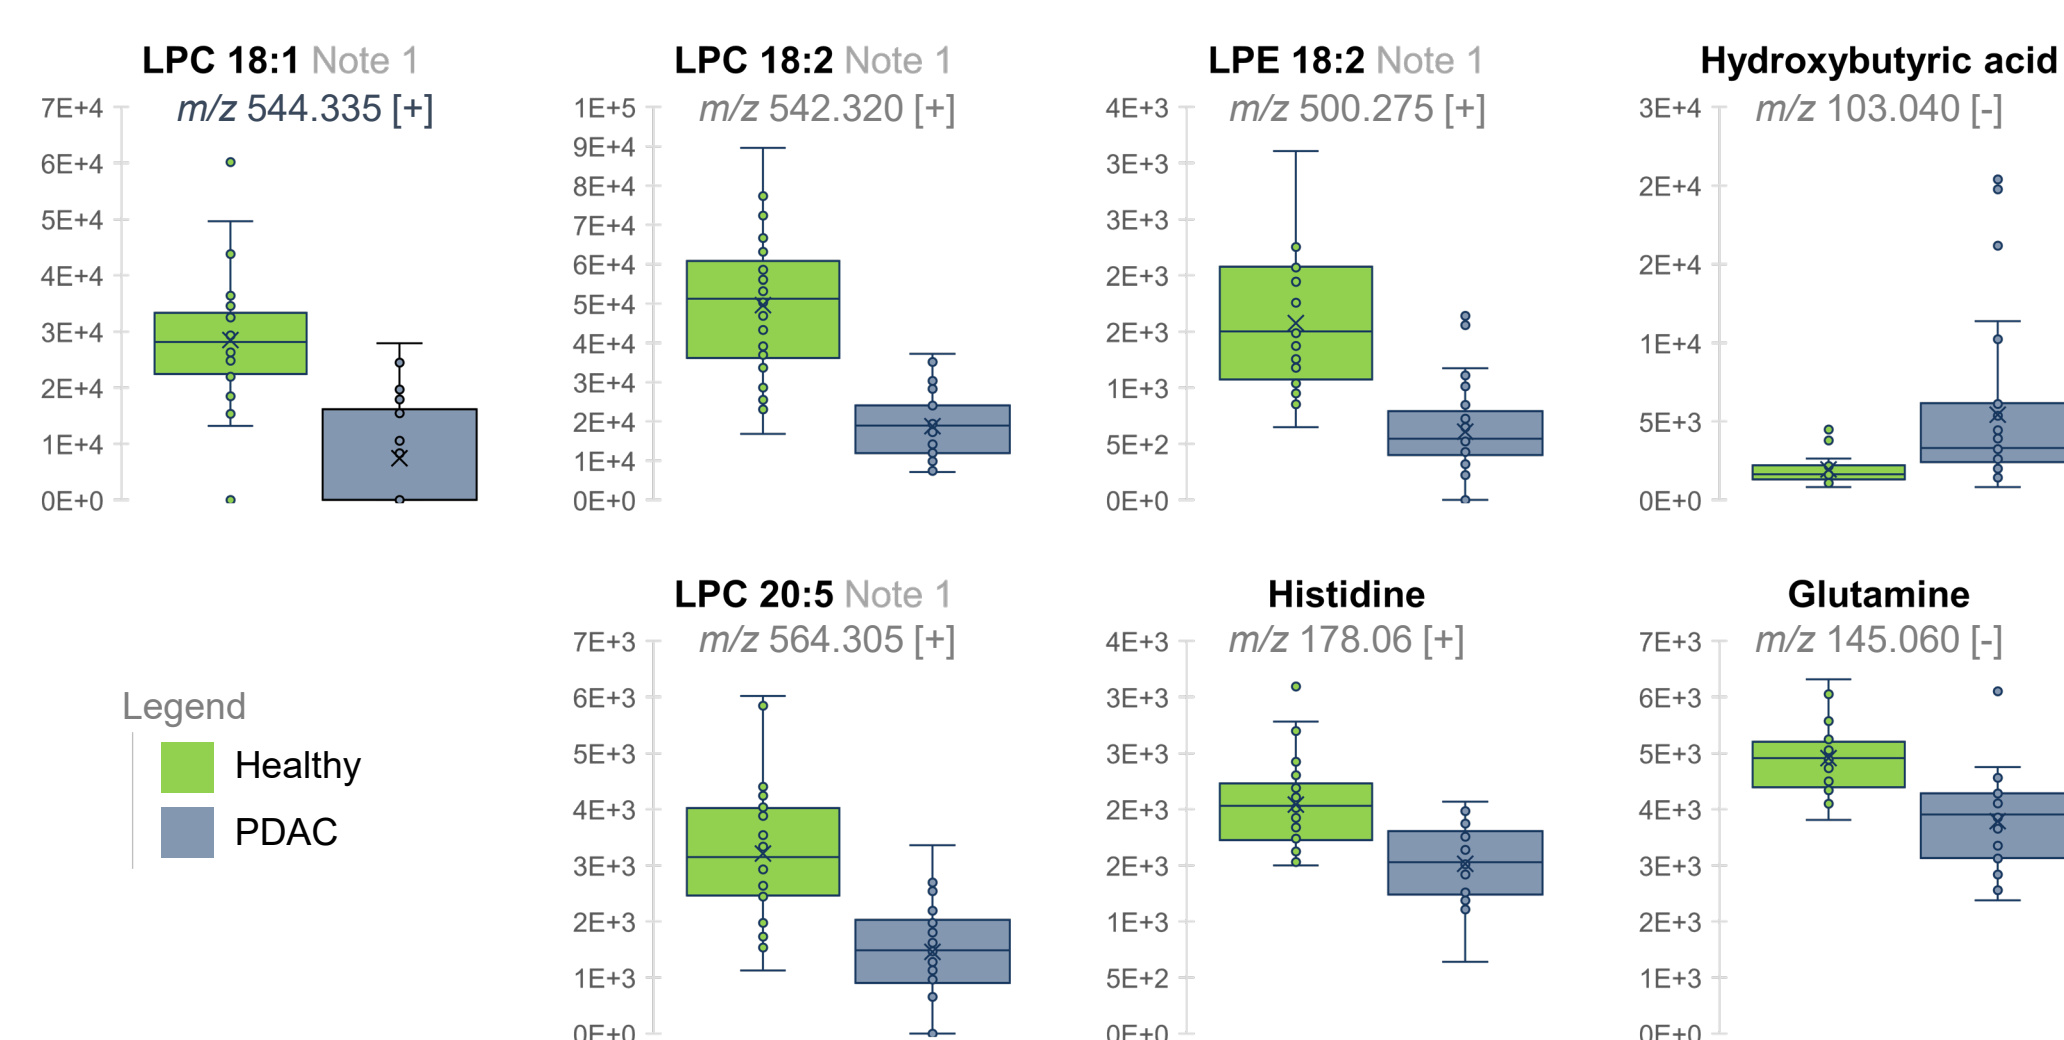 LPC 18:1 Note 1
m/z 544.335 [+]
7E+4
6E+4
5E+4
4E+4
3E+4
2E+4
1E+4
0E+0
LPC 18:2 Note 1
m/z 542.320 [+]
1E+5
9E+4
8E+4
7E+4
6E+4
5E+4
4E+4
3E+4
2E+4
1E+4
0E+0
LPE 18:2 Note 1
m/z 500.275 [+]
4E+3
3E+3
3E+3
2E+3
2E+3
1E+3
5E+2
0E+0
Hydroxybutyric acid
m/z 103.040 [-]
3E+4
2E+4
2E+4
1E+4
5E+3
0E+0
Legend
Healthy
PDAC
LPC 20:5 Note 1
m/z 564.305 [+]
7E+3
6E+3
5E+3
4E+3
3E+3
2E+3
1E+3
0E+0
Histidine
m/z 178.06 [+]
4E+3
3E+3
3E+3
2E+3
2E+3
1E+3
5E+2
0E+0
Glutamine
m/z 145.060 [-]
7E+3
6E+3
5E+3
4E+3
3E+3
2E+3
1E+3
0E+0